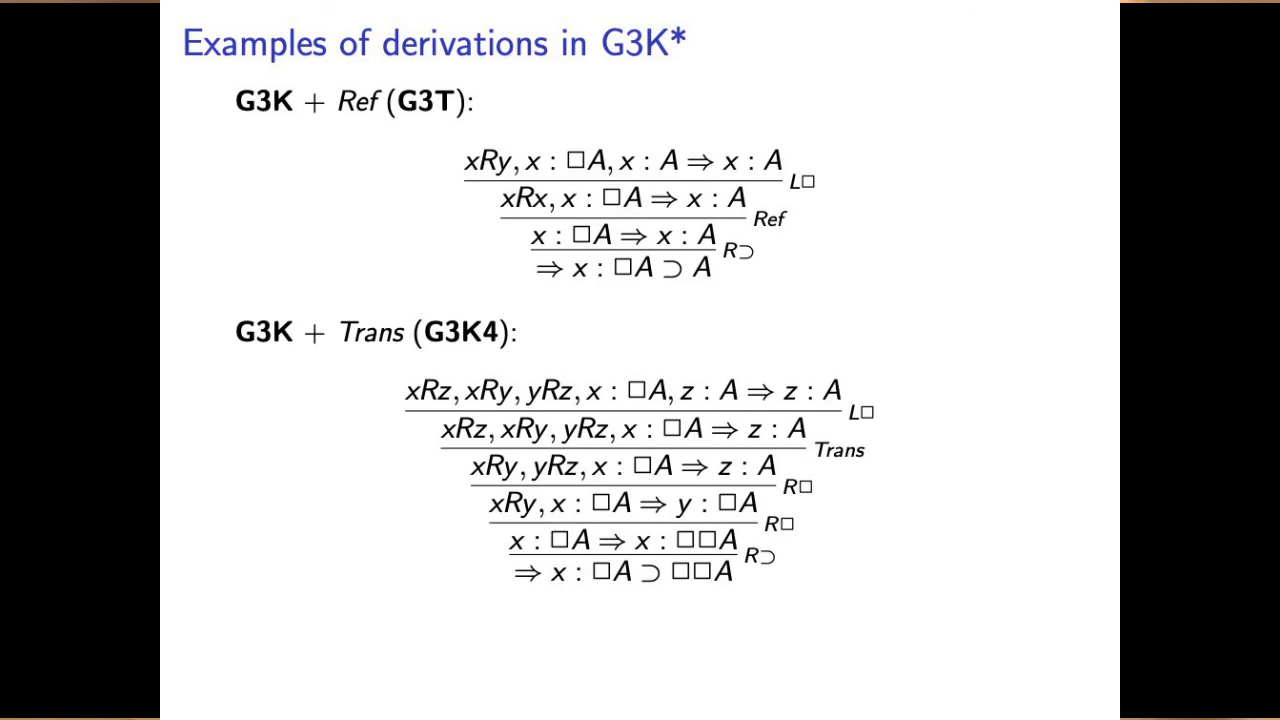 Examples of derivations in G3K*
G3K + Ref (G3T):
xRy, x : □A, x : A ⇒ x : A
L□
xRx, x : □A ⇒ x : A
Ref
x : □A ⇒ x : A
R⊃
⇒ x : □A ⊃ A
G3K + Trans (G3K4):
xRz, xRy, yRz, x : □A, z : A ⇒ z : A
L□
xRz, xRy, yRz, x : □A ⇒ z : A
Trans
xRy, yRz, x : □A ⇒ z : A
R□
xRy, x : □A ⇒ y : □A
R□
x : □A ⇒ x : □□A
R⊃
⇒ x : □A ⊃ □□A